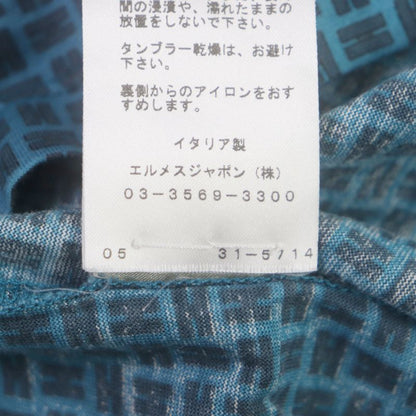 間の浸漬や、濡れたままの
放置をしないで下さい。
タンブラー乾燥は、お避け
下さい。
裏側からのアイロンをおす
すめします。
イタリア製
エルメスジャポン（株）
03-3569-3300
05 31-5714